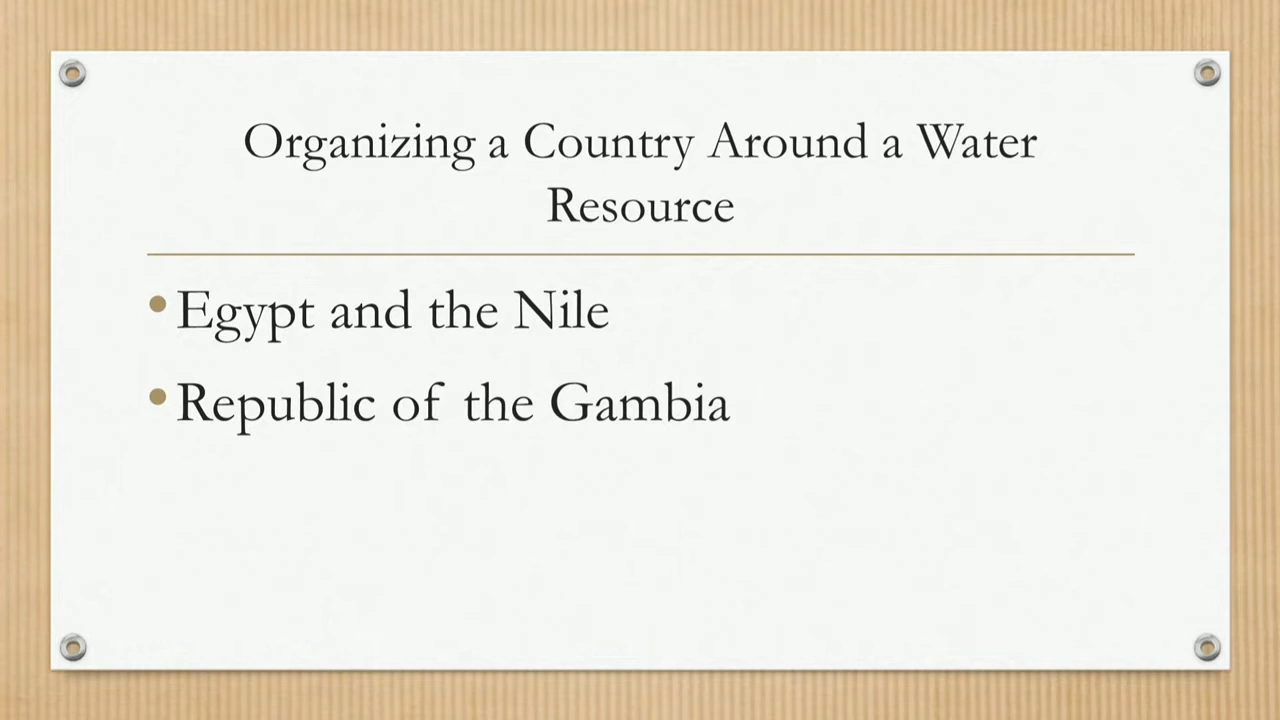 Organizing a Country Around a Water
Resource
• Egypt and the Nile
• Republic of the Gambia